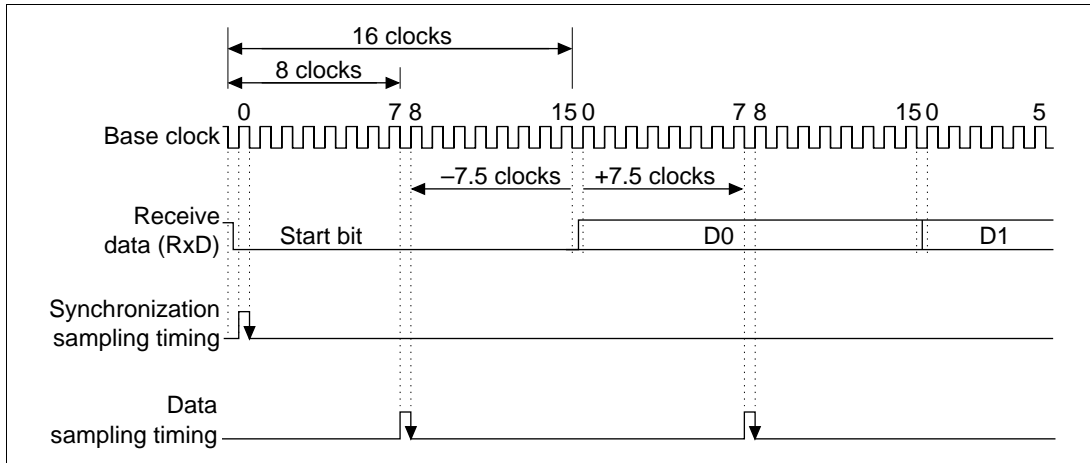 16 clocks
8 clocks
0 7 8 15 0 7 8 15 0 5
Base clock
–7.5 clocks +7.5 clocks
Receive
data (RxD)
Start bit D0 D1
Synchronization
sampling timing
Data
sampling timing